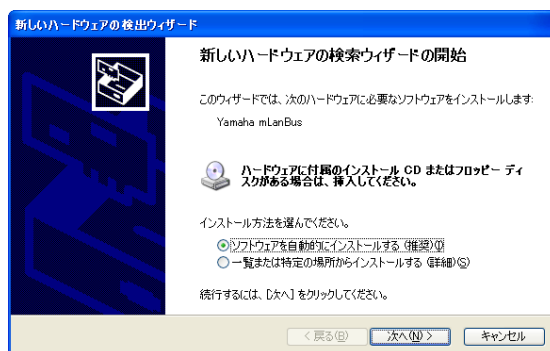 新しいハードウェアの検出ウィザード
新しいハードウェアの検索ウィザードの開始
このウィザードでは、次のハードウェアに必要なソフトウェアをインストールします:
Yamaha mLanBus
ハードウェアに付属のインストール CD またはフロッピー ディ
スクがある場合は、挿入してください。
インストール方法を選んでください。
ソフトウェアを自動的にインストールする (推奨)(I)
一覧または特定の場所からインストールする (詳細)(S)
続行するには、[次へ] をクリックしてください。
< 戻る(B) 次へ(N) > キャンセル